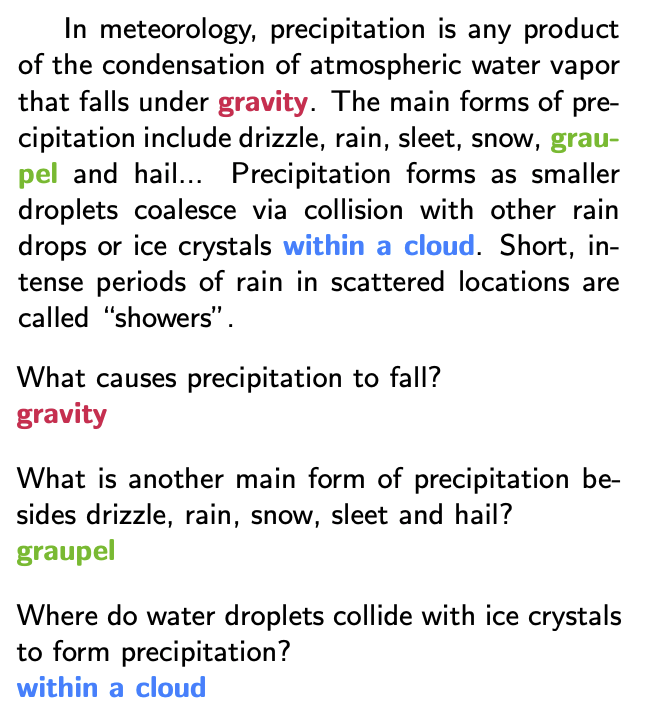 In meteorology, precipitation is any product
of the condensation of atmospheric water vapor
that falls under gravity. The main forms of pre-
cipitation include drizzle, rain, sleet, snow, grau-
pel and hail... Precipitation forms as smaller
droplets coalesce via collision with other rain
drops or ice crystals within a cloud. Short, in-
tense periods of rain in scattered locations are
called “showers”.
What causes precipitation to fall?
gravity
What is another main form of precipitation be-
sides drizzle, rain, snow, sleet and hail?
graupel
Where do water droplets collide with ice crystals
to form precipitation?
within a cloud